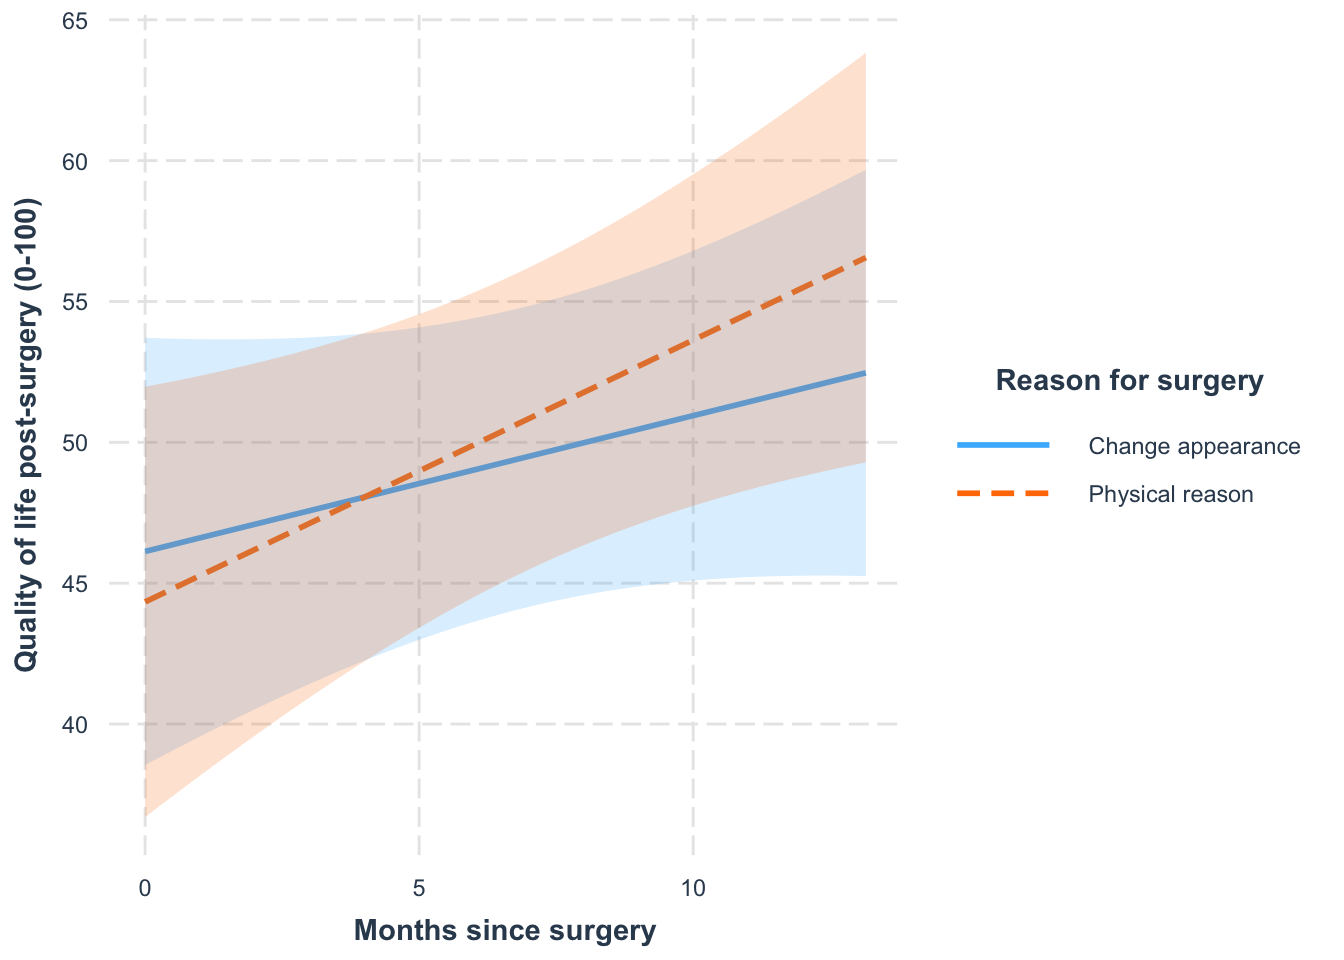 65
60
55
50
45
40
0
5
10
Quality of life post-surgery (0-100)
Months since surgery
Reason for surgery
Change appearance
Physical reason